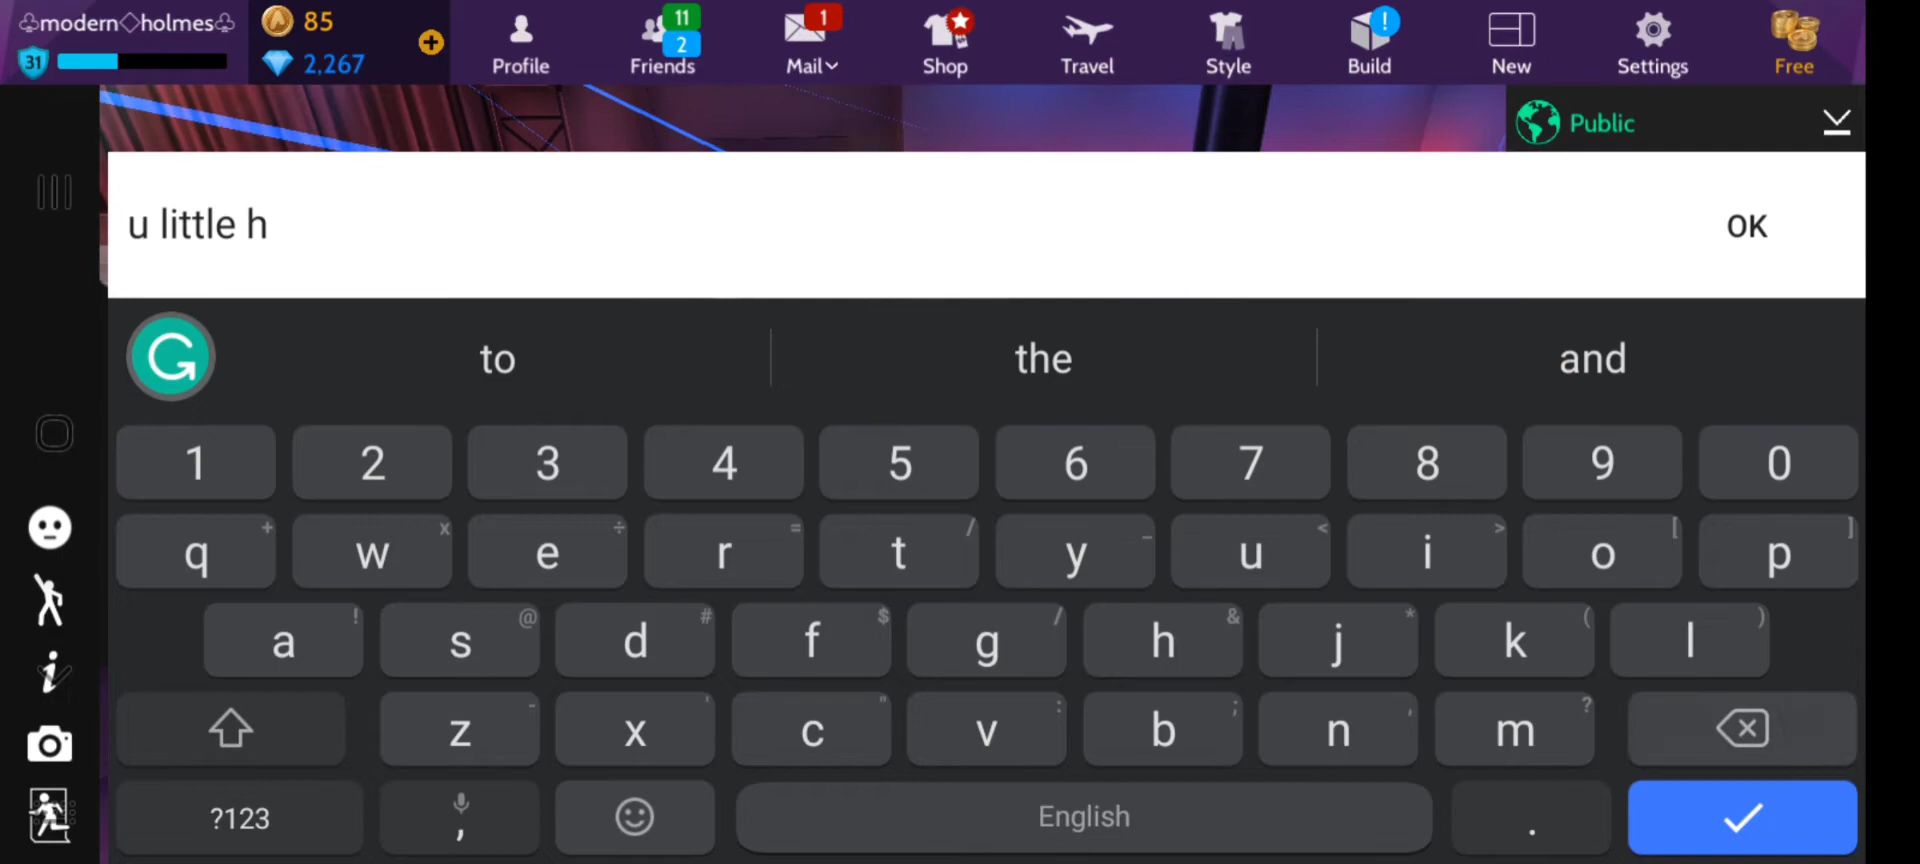 ♧modern◇holmes♧
31
85
2,267
Profile
11
2
Friends
1
Mail
Shop
Travel
Style
!
Build
New
Settings
Free
Public
u little h
OK
to the and
1 2 3 4 5 6 7 8 9 0
q + w x e ÷ r = t / y _ u < i > o [ p ]
a ! s @ d # f $ g / h & j * k ( l )
z - x ' c " v : b ; n , m ?
?123 , English .